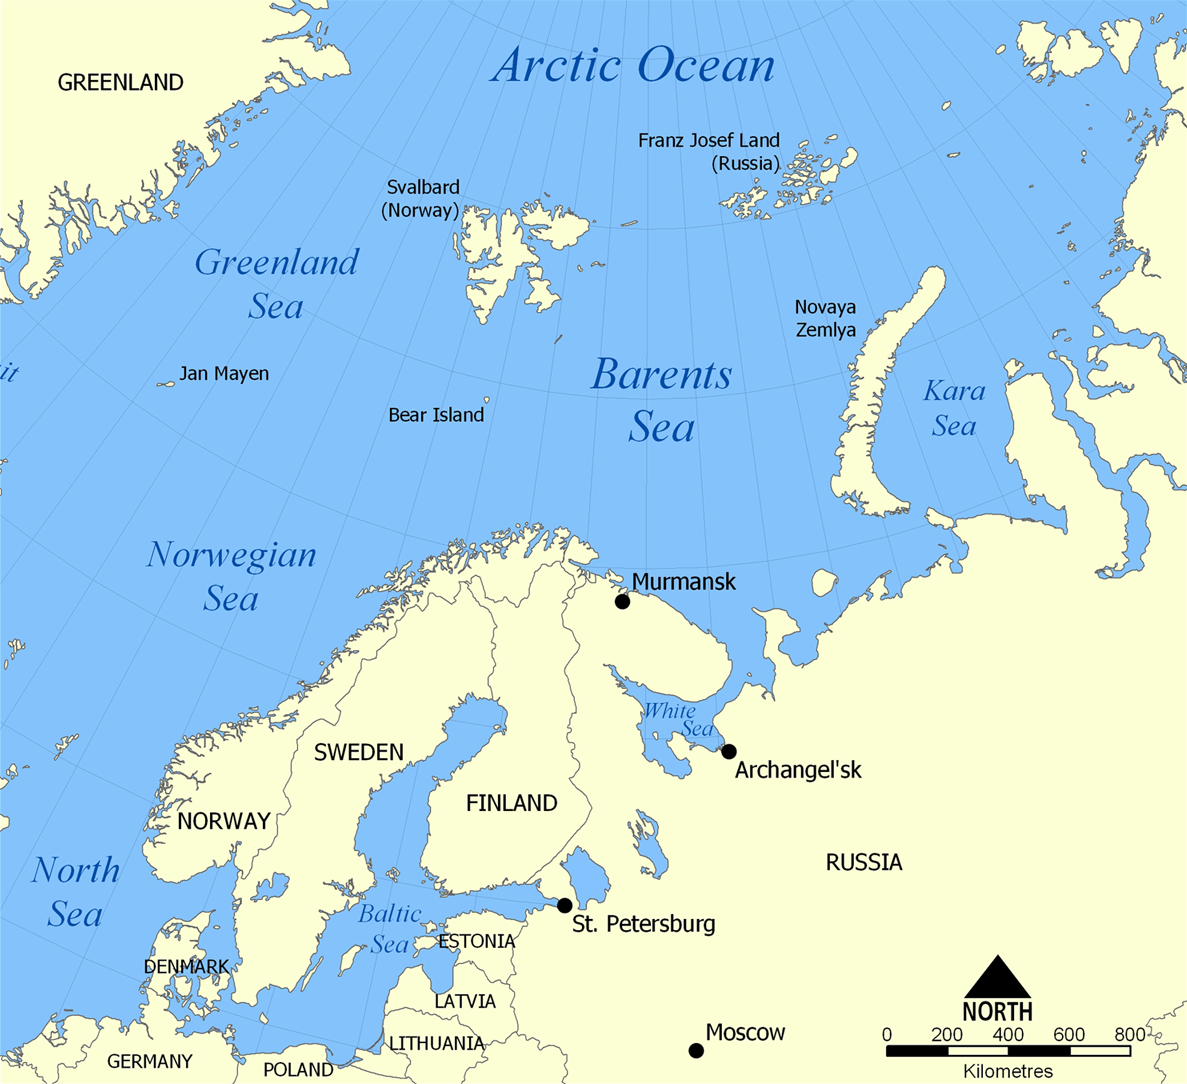 Arctic Ocean
GREENLAND
Franz Josef Land
(Russia)
Svalbard
(Norway)
Greenland
Sea
Novaya
Zemlya
it
Jan Mayen
Barents
Sea
Kara
Sea
Bear Island
Norwegian
Sea
Murmansk
White
Sea
SWEDEN
Archangel'sk
FINLAND
NORWAY
RUSSIA
North
Sea
Baltic
Sea
St. Petersburg
ESTONIA
DENMARK
LATVIA
NORTH
Moscow
LITHUANIA
0 200 400 600 800
GERMANY
POLAND
Kilometres